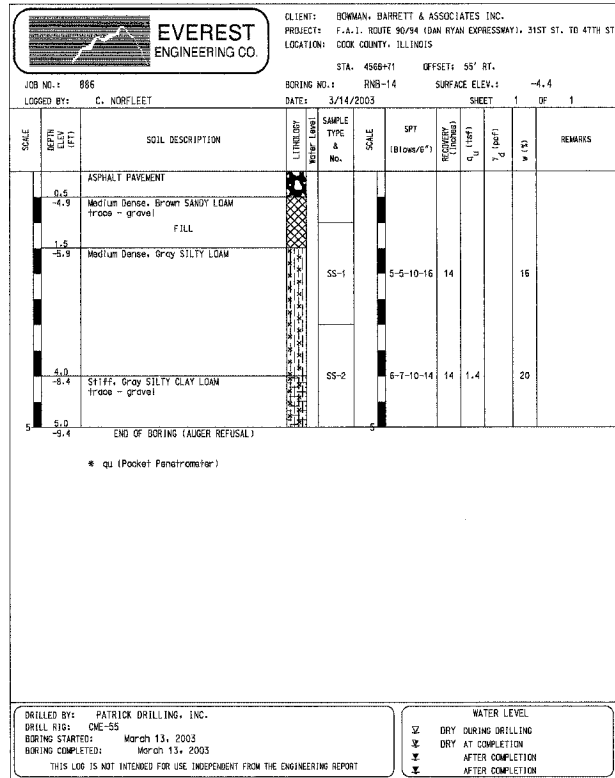 EVEREST
ENGINEERING CO.
CLIENT: BOWMAN, BARRETT & ASSOCIATES INC.
PROJECT: F.A.I. ROUTE 90/94 (DAN RYAN EXPRESSWAY), 31ST ST. TO 47TH ST
LOCATION: COOK COUNTY, ILLINOIS
STA. 4566+71 OFFSET: 55' RT.
JOB NO.: 886
BORING NO.: RNB-14 SURFACE ELEV.: -4.4
LOGGED BY: C. NORFLEET
DATE: 3/14/2003 SHEET 1 OF 1
SCALE
DEPTH ELEV (FT)
SOIL DESCRIPTION
LITHOLOGY
Water Level
SAMPLE TYPE & No.
SCALE
SPT (Blows/6")
RECOVERY (Inches)
qu (tsf)
γd (pcf)
w (%)
REMARKS
ASPHALT PAVEMENT
0.5
-4.9 Medium Dense, Brown SANDY LOAM
trace - gravel
FILL
1.5
-5.9 Medium Dense, Gray SILTY LOAM
SS-1 5-5-10-16 14 16
4.0 SS-2 6-7-10-14 14 1.4 20
-8.4 Stiff, Gray SILTY CLAY LOAM
trace - gravel
5 5.0 5
-9.4 END OF BORING (AUGER REFUSAL)
* qu (Pocket Penetrometer)
DRILLED BY: PATRICK DRILLING, INC.
DRILL RIG: CME-55
BORING STARTED: March 13, 2003
BORING COMPLETED: March 13, 2003
THIS LOG IS NOT INTENDED FOR USE INDEPENDENT FROM THE ENGINEERING REPORT
WATER LEVEL
DRY DURING DRILLING
DRY AT COMPLETION
AFTER COMPLETION
AFTER COMPLETION